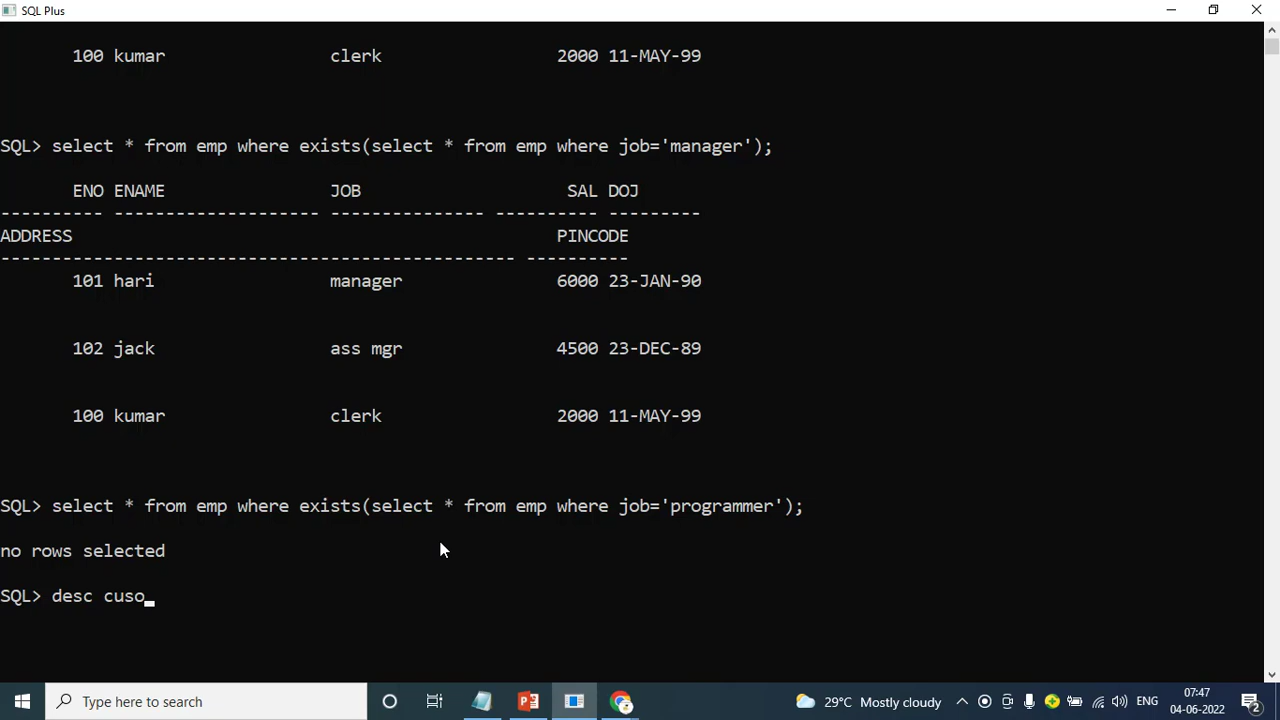 SQL Plus
100 kumar clerk 2000 11-MAY-99
SQL> select * from emp where exists(select * from emp where job='manager');
ENO ENAME JOB SAL DOJ
---------- -------------------- --------------- ---------- ---------
ADDRESS PINCODE
-------------------------------------------------- ----------
101 hari manager 6000 23-JAN-90
102 jack ass mgr 4500 23-DEC-89
100 kumar clerk 2000 11-MAY-99
SQL> select * from emp where exists(select * from emp where job='programmer');
no rows selected
SQL> desc cuso_
Type here to search 29°C Mostly cloudy ENG 07:47
04-06-2022 2